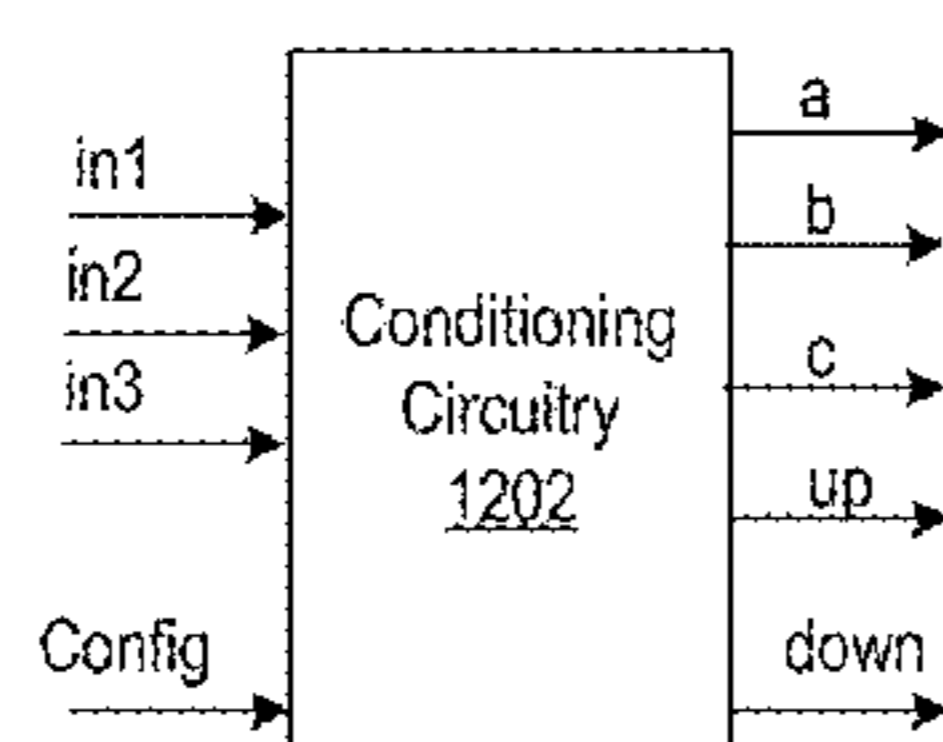 in1
in2
in3
Config
Conditioning
Circuitry
1202
a
b
c
up
down